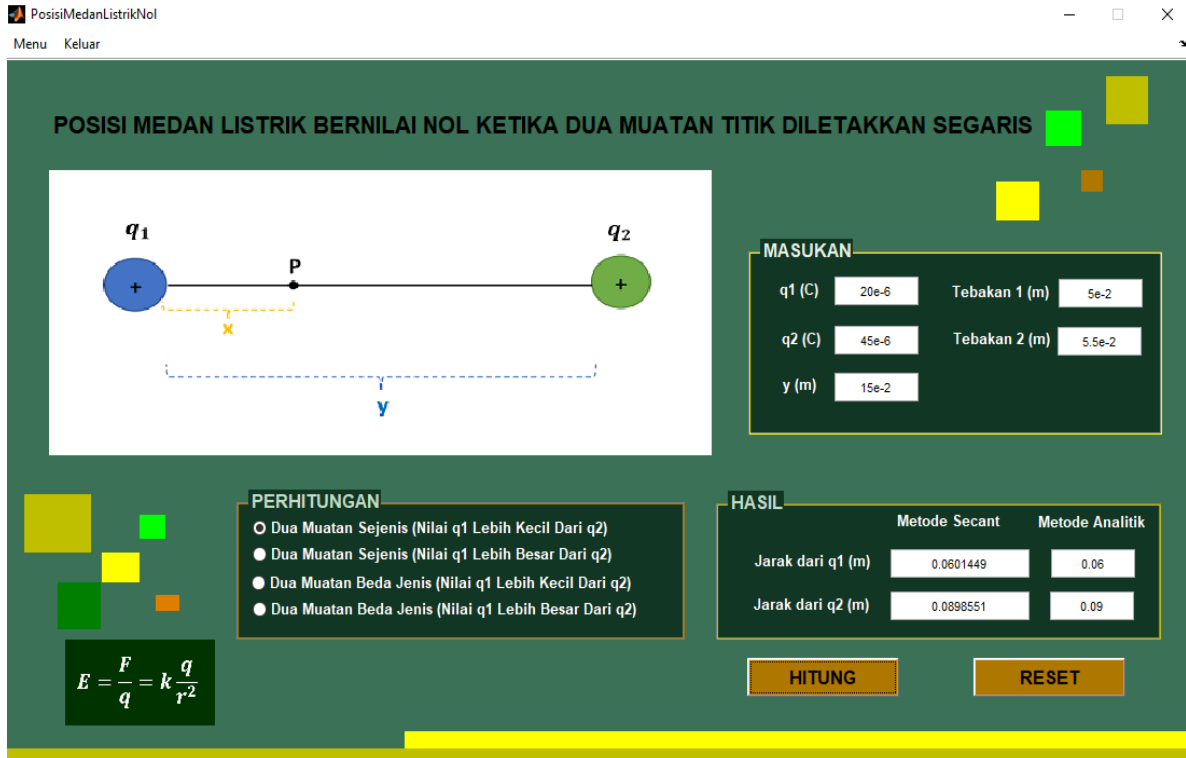 PosisiMedanListrikNol
Menu Keluar
POSISI MEDAN LISTRIK BERNILAI NOL KETIKA DUA MUATAN TITIK DILETAKKAN SEGARIS
q₁ q₂
P
+ +
x
y
MASUKAN
q1 (C) 20e-6 Tebakan 1 (m) 5e-2
q2 (C) 45e-6 Tebakan 2 (m) 5.5e-2
y (m) 15e-2
PERHITUNGAN
Dua Muatan Sejenis (Nilai q1 Lebih Kecil Dari q2)
Dua Muatan Sejenis (Nilai q1 Lebih Besar Dari q2)
Dua Muatan Beda Jenis (Nilai q1 Lebih Kecil Dari q2)
Dua Muatan Beda Jenis (Nilai q1 Lebih Besar Dari q2)
HASIL
Metode Secant Metode Analitik
Jarak dari q1 (m) 0.0601449 0.06
Jarak dari q2 (m) 0.0898551 0.09
E = F/q = k q/r²
HITUNG RESET